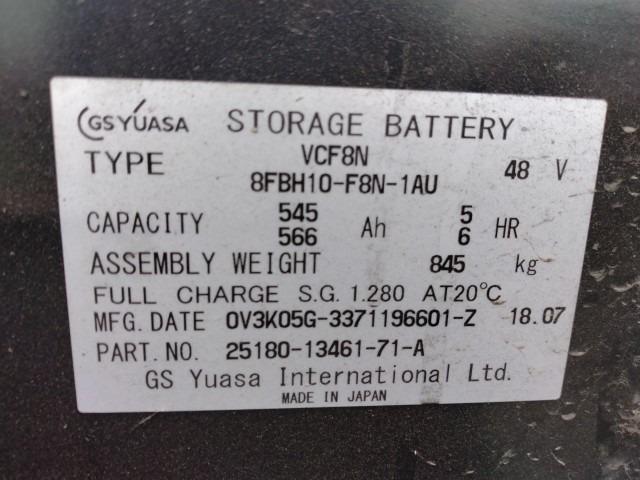 GS YUASA STORAGE BATTERY
TYPE VCF8N 48 V
8FBH10-F8N-1AU
CAPACITY 545 Ah 5 HR
566 6
ASSEMBLY WEIGHT 845 kg
FULL CHARGE S.G. 1.280 AT20℃
MFG.DATE 0V3K05G-3371196601-Z 18.07
PART.NO. 25180-13461-71-A
GS Yuasa International Ltd.
MADE IN JAPAN